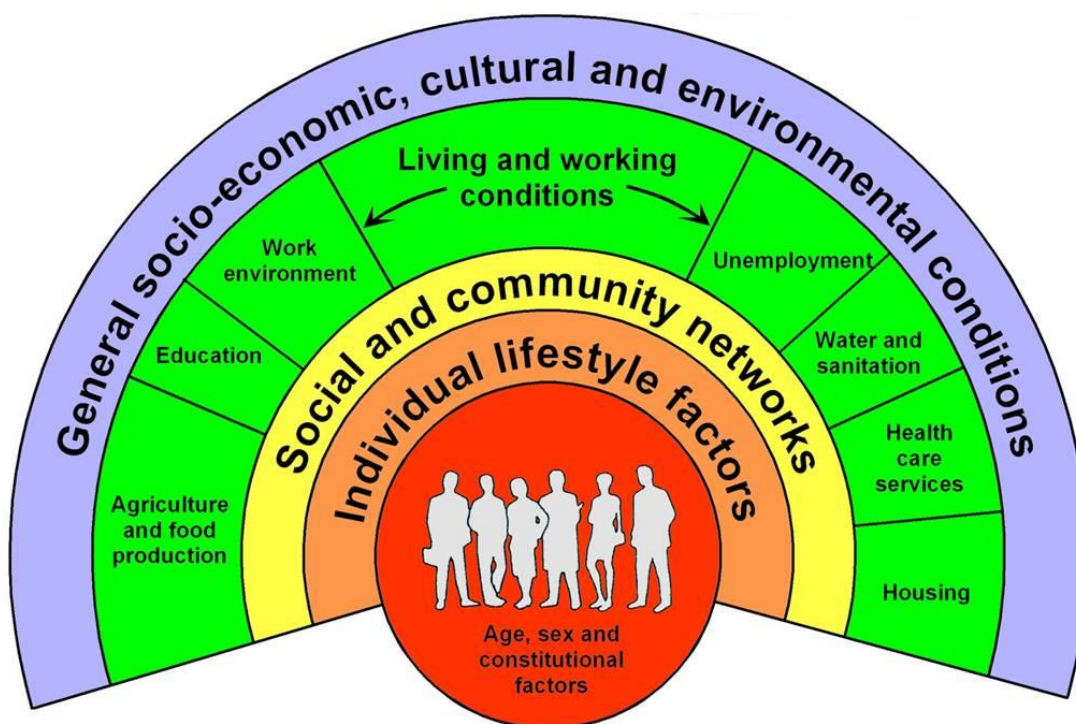 General socio-economic, cultural and environmental conditions
Living and working
conditions
Work
environment
Unemployment
Education
Water and
sanitation
Agriculture
and food
production
Health
care
services
Housing
Social and community networks
Individual lifestyle factors
Age, sex and
constitutional
factors